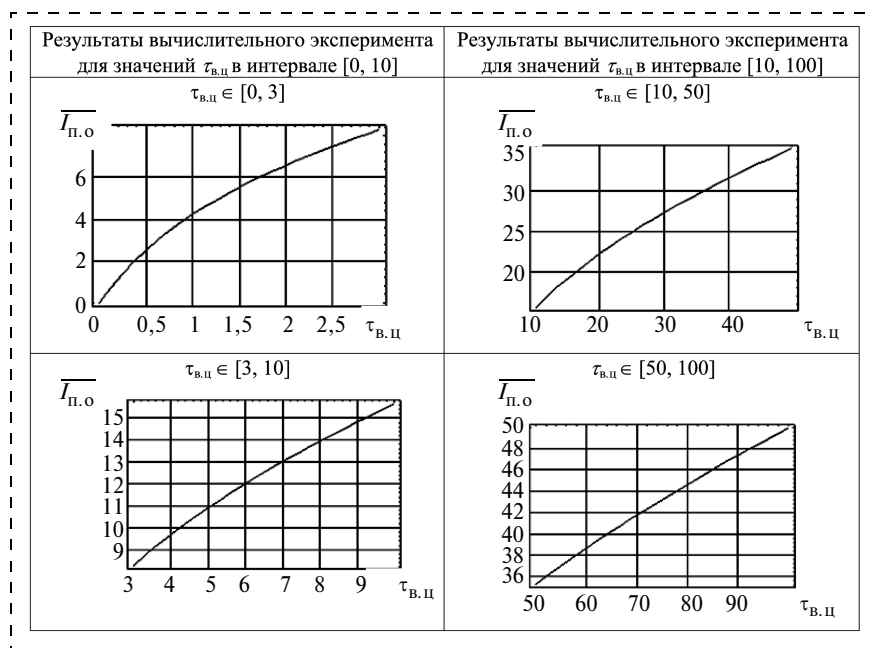 Результаты вычислительного эксперимента
для значений τв.ц в интервале [0, 10]
Результаты вычислительного эксперимента
для значений τв.ц в интервале [10, 100]
τв.ц ∈ [0, 3]
Iп.о
6
4
2
0
0 0,5 1 1,5 2 2,5 τв.ц
τв.ц ∈ [10, 50]
Iп.о
35
30
25
20
10 20 30 40 τв.ц
τв.ц ∈ [3, 10]
Iп.о
15
14
13
12
11
10
9
3 4 5 6 7 8 9 τв.ц
τв.ц ∈ [50, 100]
Iп.о
50
48
46
44
42
40
38
36
50 60 70 80 90 τв.ц